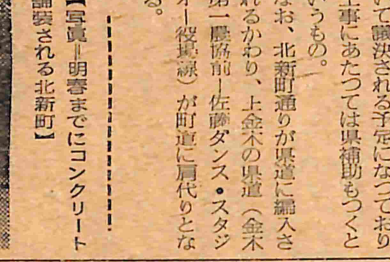 いて議決される予定になっており
工事にあたっては県補助もつくと
いうもの。
なお、北新町通りが県道に編入さ
れるかわり、上金木の県道（金木
第一農協前―佐藤ダンス・スタジ
オ―役場線）が町道に肩代りとな
る。
【写眞＝明春までにコンクリート
舗装される北新町】